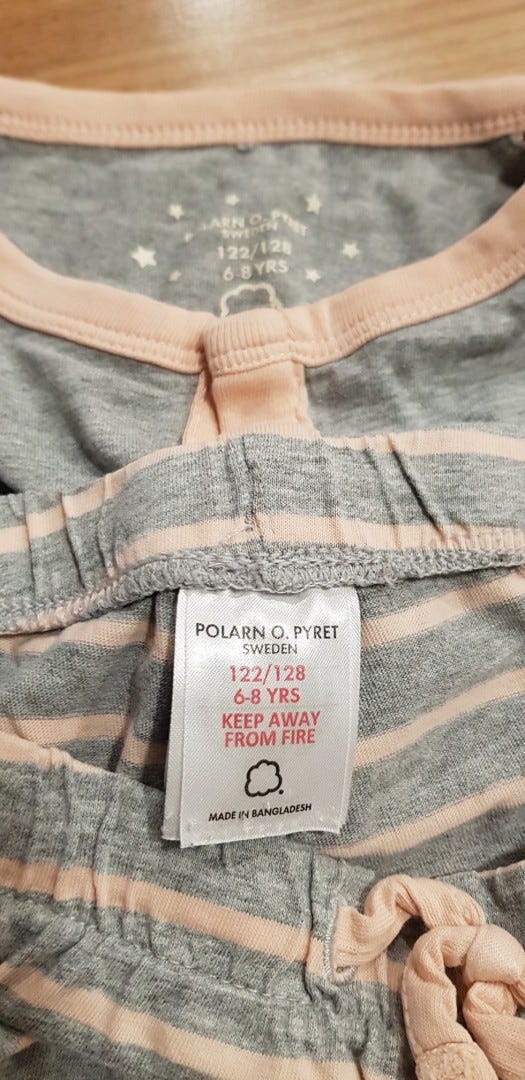 POLARN O. PYRET
SWEDEN
122/128
6-8 YRS
POLARN O. PYRET
SWEDEN
122/128
6-8 YRS
KEEP AWAY
FROM FIRE
MADE IN BANGLADESH